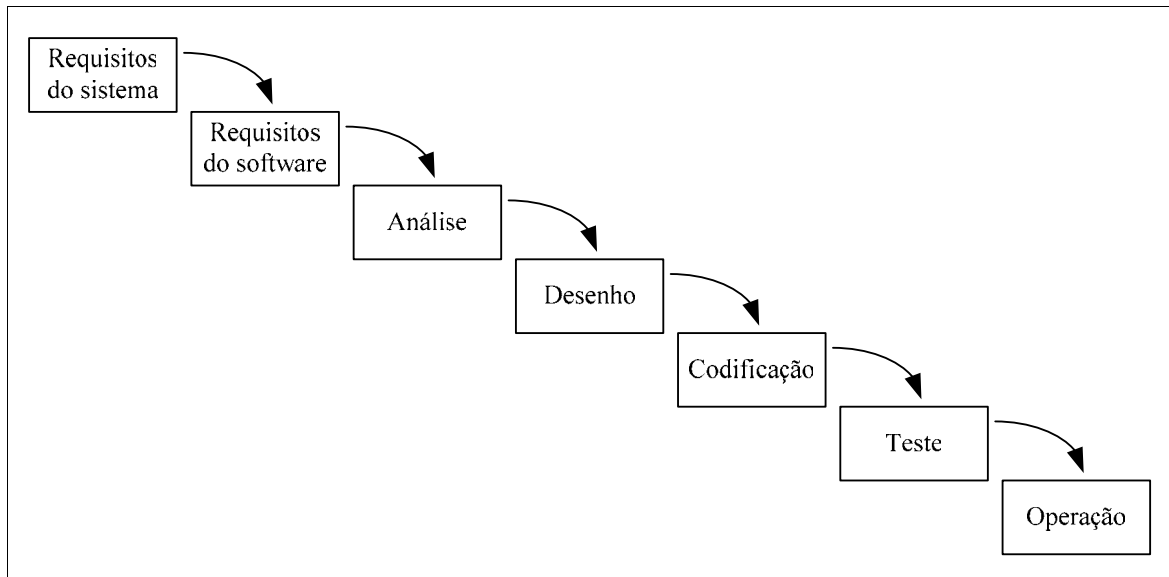 Requisitos
do sistema
Requisitos
do software
Análise
Desenho
Codificação
Teste
Operação